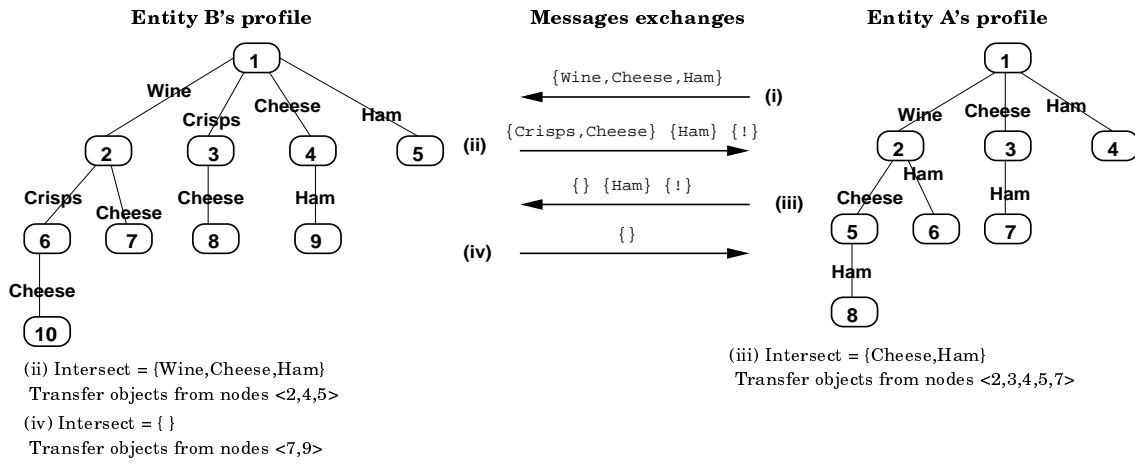 Entity B's profile
Messages exchanges
Entity A's profile
1
Wine
Crisps
Cheese
Ham
2
3
4
5
Crisps
Cheese
Cheese
Ham
6
7
8
9
Cheese
10
{Wine,Cheese,Ham}
(i)
(ii)
{Crisps,Cheese} {Ham} {!}
{} {Ham} {!}
(iii)
(iv)
{}
1
Wine
Cheese
Ham
2
3
4
Cheese
Ham
Ham
5
6
7
Ham
8
(ii) Intersect = {Wine,Cheese,Ham}
Transfer objects from nodes <2,4,5>
(iv) Intersect = { }
Transfer objects from nodes <7,9>
(iii) Intersect = {Cheese,Ham}
Transfer objects from nodes <2,3,4,5,7>